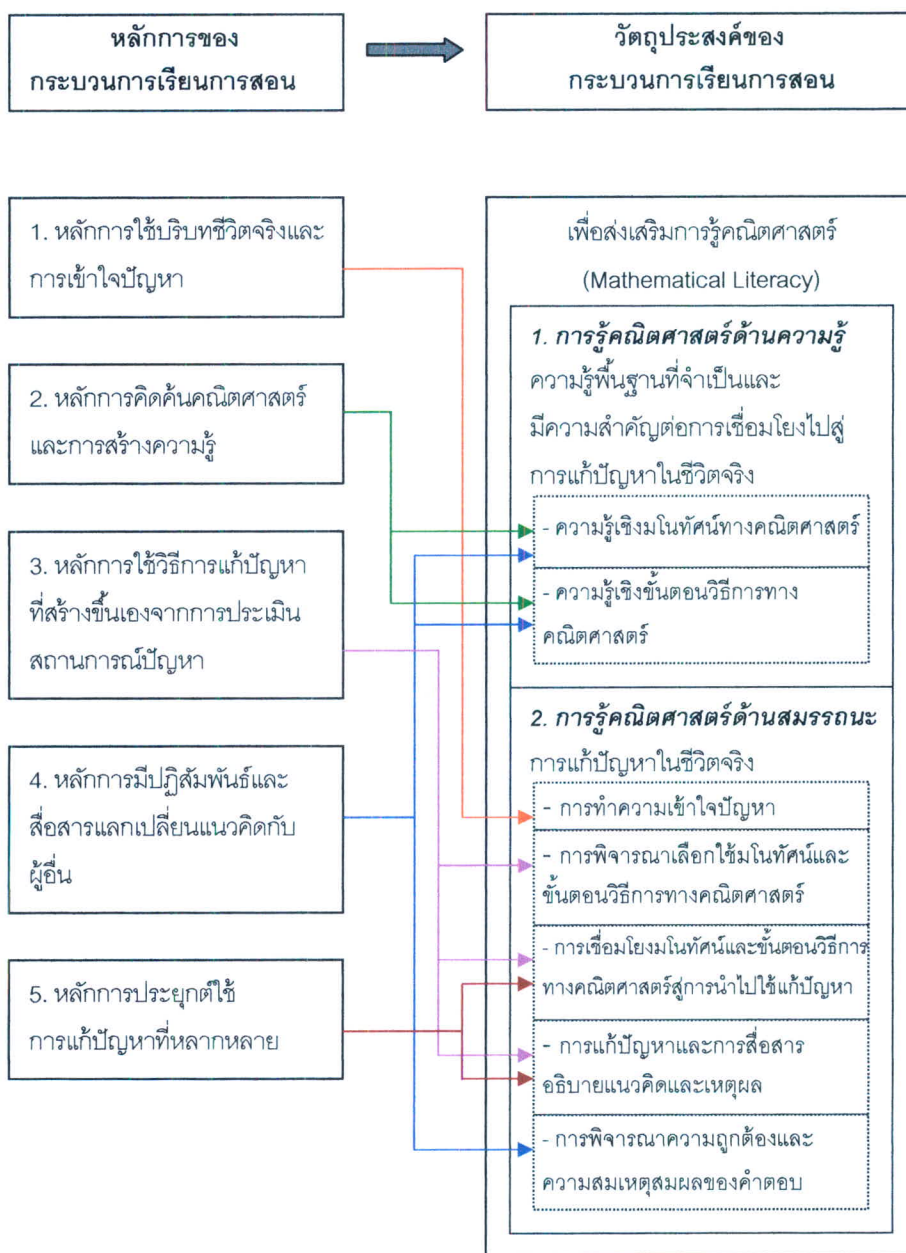 หลักการของ
กระบวนการเรียนการสอน
วัตถุประสงค์ของ
กระบวนการเรียนการสอน
1. หลักการใช้บริบทชีวิตจริงและ
การเข้าใจปัญหา
2. หลักการคิดค้นคณิตศาสตร์
และการสร้างความรู้
3. หลักการใช้วิธีการแก้ปัญหา
ที่สร้างขึ้นเองจากการประเมิน
สถานการณ์ปัญหา
4. หลักการมีปฏิสัมพันธ์และ
สื่อสารแลกเปลี่ยนแนวคิดกับ
ผู้อื่น
5. หลักการประยุกต์ใช้
การแก้ปัญหาที่หลากหลาย
เพื่อส่งเสริมการรู้คณิตศาสตร์
(Mathematical Literacy)
1. การรู้คณิตศาสตร์ด้านความรู้
ความรู้พื้นฐานที่จำเป็นและ
มีความสำคัญต่อการเชื่อมโยงไปสู่
การแก้ปัญหาในชีวิตจริง
- ความรู้เชิงมโนทัศน์ทางคณิตศาสตร์
- ความรู้เชิงขั้นตอนวิธีการทาง
คณิตศาสตร์
2. การรู้คณิตศาสตร์ด้านสมรรถนะ
การแก้ปัญหาในชีวิตจริง
- การทำความเข้าใจปัญหา
- การพิจารณาเลือกใช้มโนทัศน์และ
ขั้นตอนวิธีการทางคณิตศาสตร์
- การเชื่อมโยงมโนทัศน์และขั้นตอนวิธีการ
ทางคณิตศาสตร์สู่การนำไปใช้แก้ปัญหา
- การแก้ปัญหาและการสื่อสาร
อธิบายแนวคิดและเหตุผล
- การพิจารณาความถูกต้องและ
ความสมเหตุสมผลของคำตอบ